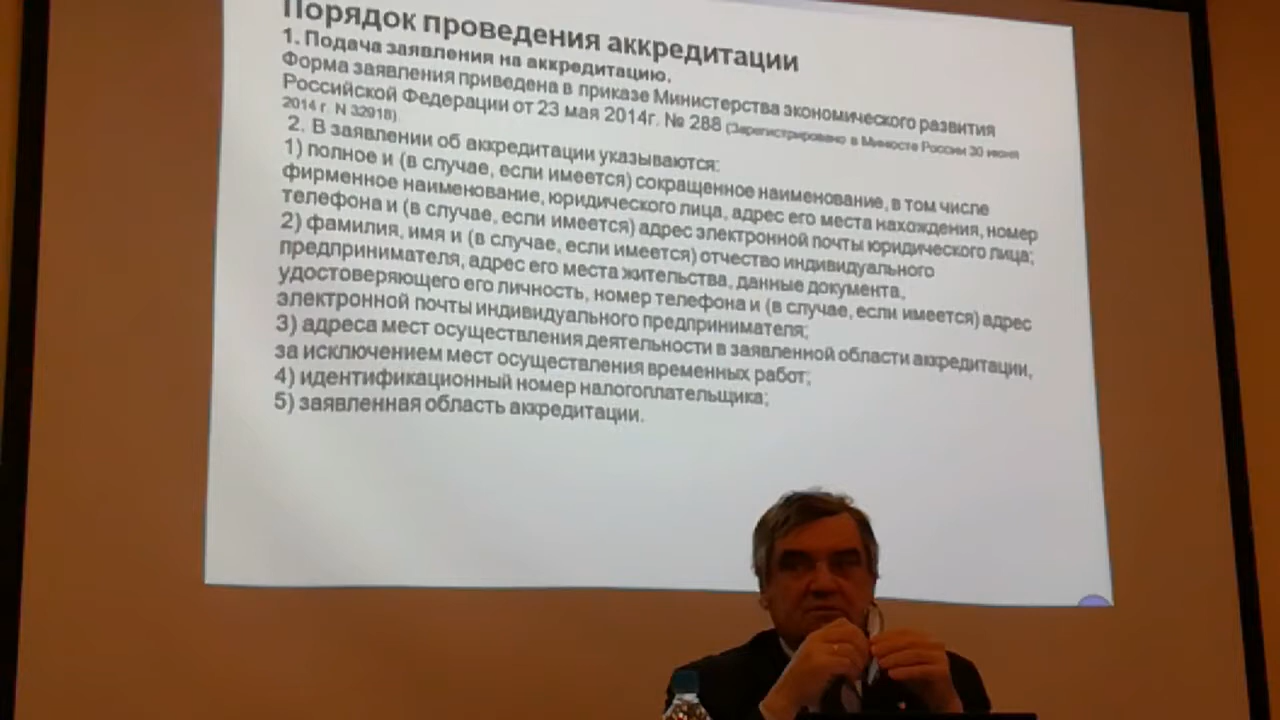 Порядок проведения аккредитации
1. Подача заявления на аккредитацию.
Форма заявления приведена в приказе Министерства экономического развития
Российской Федерации от 23 мая 2014г. № 288 (Зарегистрировано в Минюсте России 30 июня
2014 г. N 32918)
2. В заявлении об аккредитации указываются:
1) полное и (в случае, если имеется) сокращенное наименование, в том числе
фирменное наименование, юридического лица, адрес его места нахождения, номер
телефона и (в случае, если имеется) адрес электронной почты юридического лица;
2) фамилия, имя и (в случае, если имеется) отчество индивидуального
предпринимателя, адрес его места жительства, данные документа,
удостоверяющего его личность, номер телефона и (в случае, если имеется) адрес
электронной почты индивидуального предпринимателя;
3) адреса мест осуществления деятельности в заявленной области аккредитации,
за исключением мест осуществления временных работ;
4) идентификационный номер налогоплательщика;
5) заявленная область аккредитации.